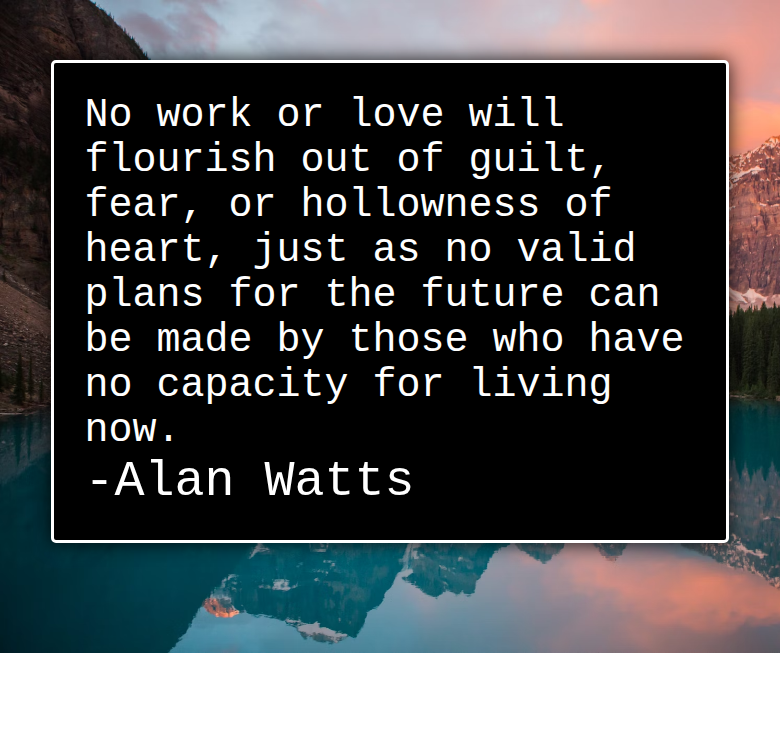 No work or love will
flourish out of guilt,
fear, or hollowness of
heart, just as no valid
plans for the future can
be made by those who have
no capacity for living
now.
-Alan Watts